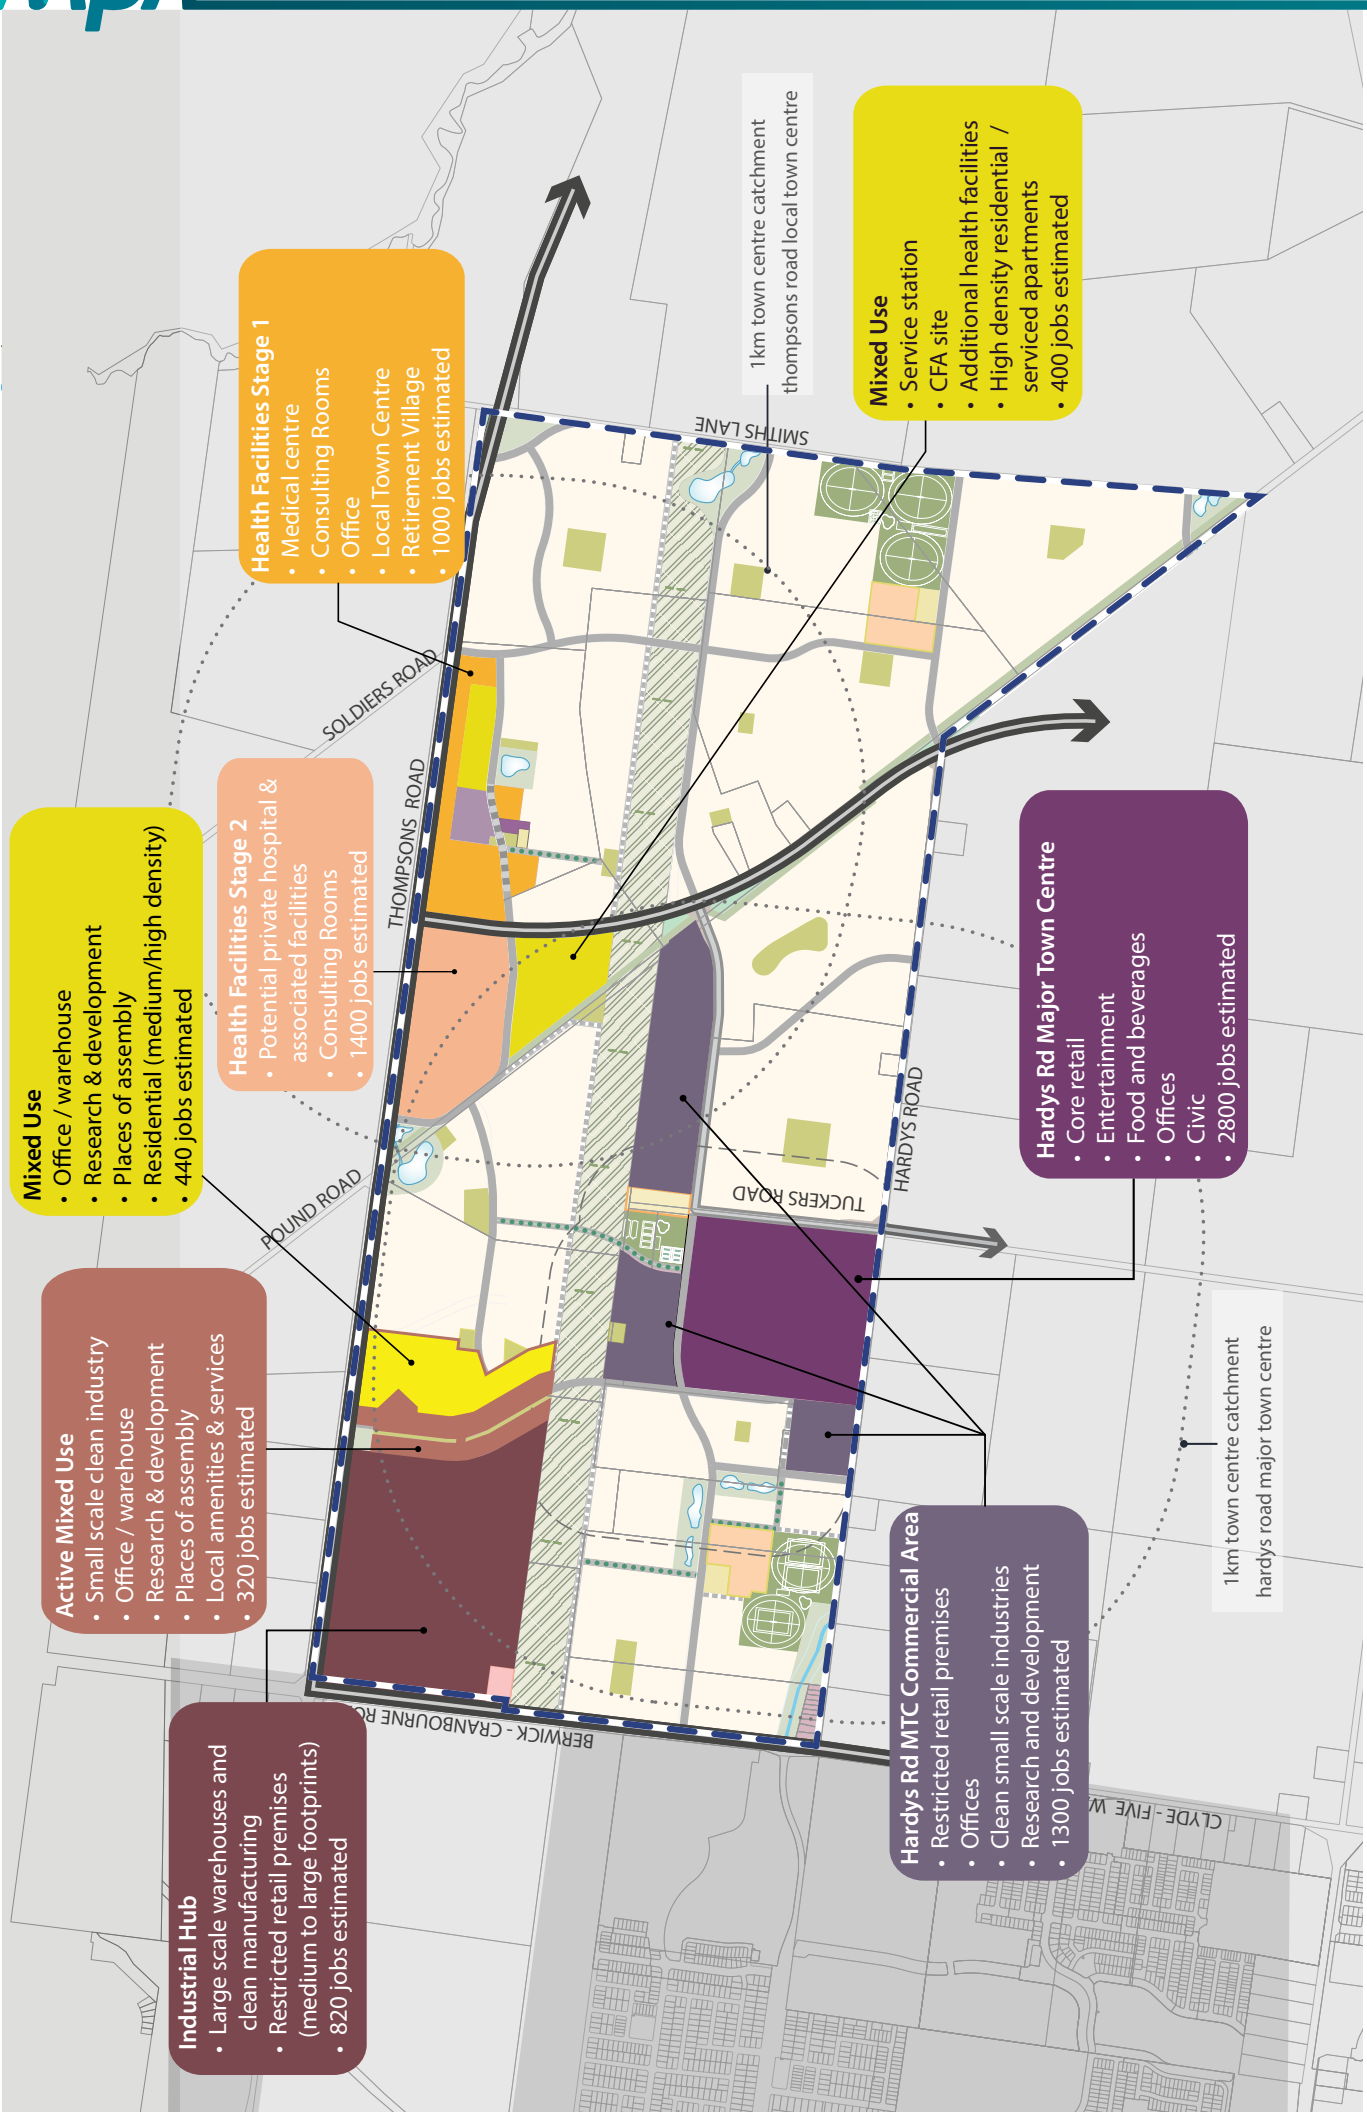 Industrial Hub
• Large scale warehouses and
clean manufacturing
• Restricted retail premises
(medium to large footprints)
• 820 jobs estimated
Active Mixed Use
• Small scale clean industry
• Office / warehouse
• Research & development
• Places of assembly
• Local amenities & services
• 320 jobs estimated
Mixed Use
• Office / warehouse
• Research & development
• Places of assembly
• Residential (medium/high density)
• 440 jobs estimated
Health Facilities Stage 2
• Potential private hospital &
associated facilities
• Consulting Rooms
• 1400 jobs estimated
Health Facilities Stage 1
• Medical centre
• Consulting Rooms
• Office
• Local Town Centre
• Retirement Village
• 1000 jobs estimated
POUND ROAD
THOMPSONS ROAD
SOLDIERS ROAD
SMITHS LANE
BERWICK - CRANBOURNE
TUCKERS ROAD
HARDYS ROAD
CLYDE - FIVE
1km town centre catchment
thompsons road local town centre
Mixed Use
• Service station
• CFA site
• Additional health facilities
• High density residential /
serviced apartments
• 400 jobs estimated
Hardys Rd MTC Commercial Area
• Restricted retail premises
• Offices
• Clean small scale industries
• Research and development
• 1300 jobs estimated
Hardys Rd Major Town Centre
• Core retail
• Entertainment
• Food and beverages
• Offices
• Civic
• 2800 jobs estimated
1km town centre catchment
hardys road major town centre